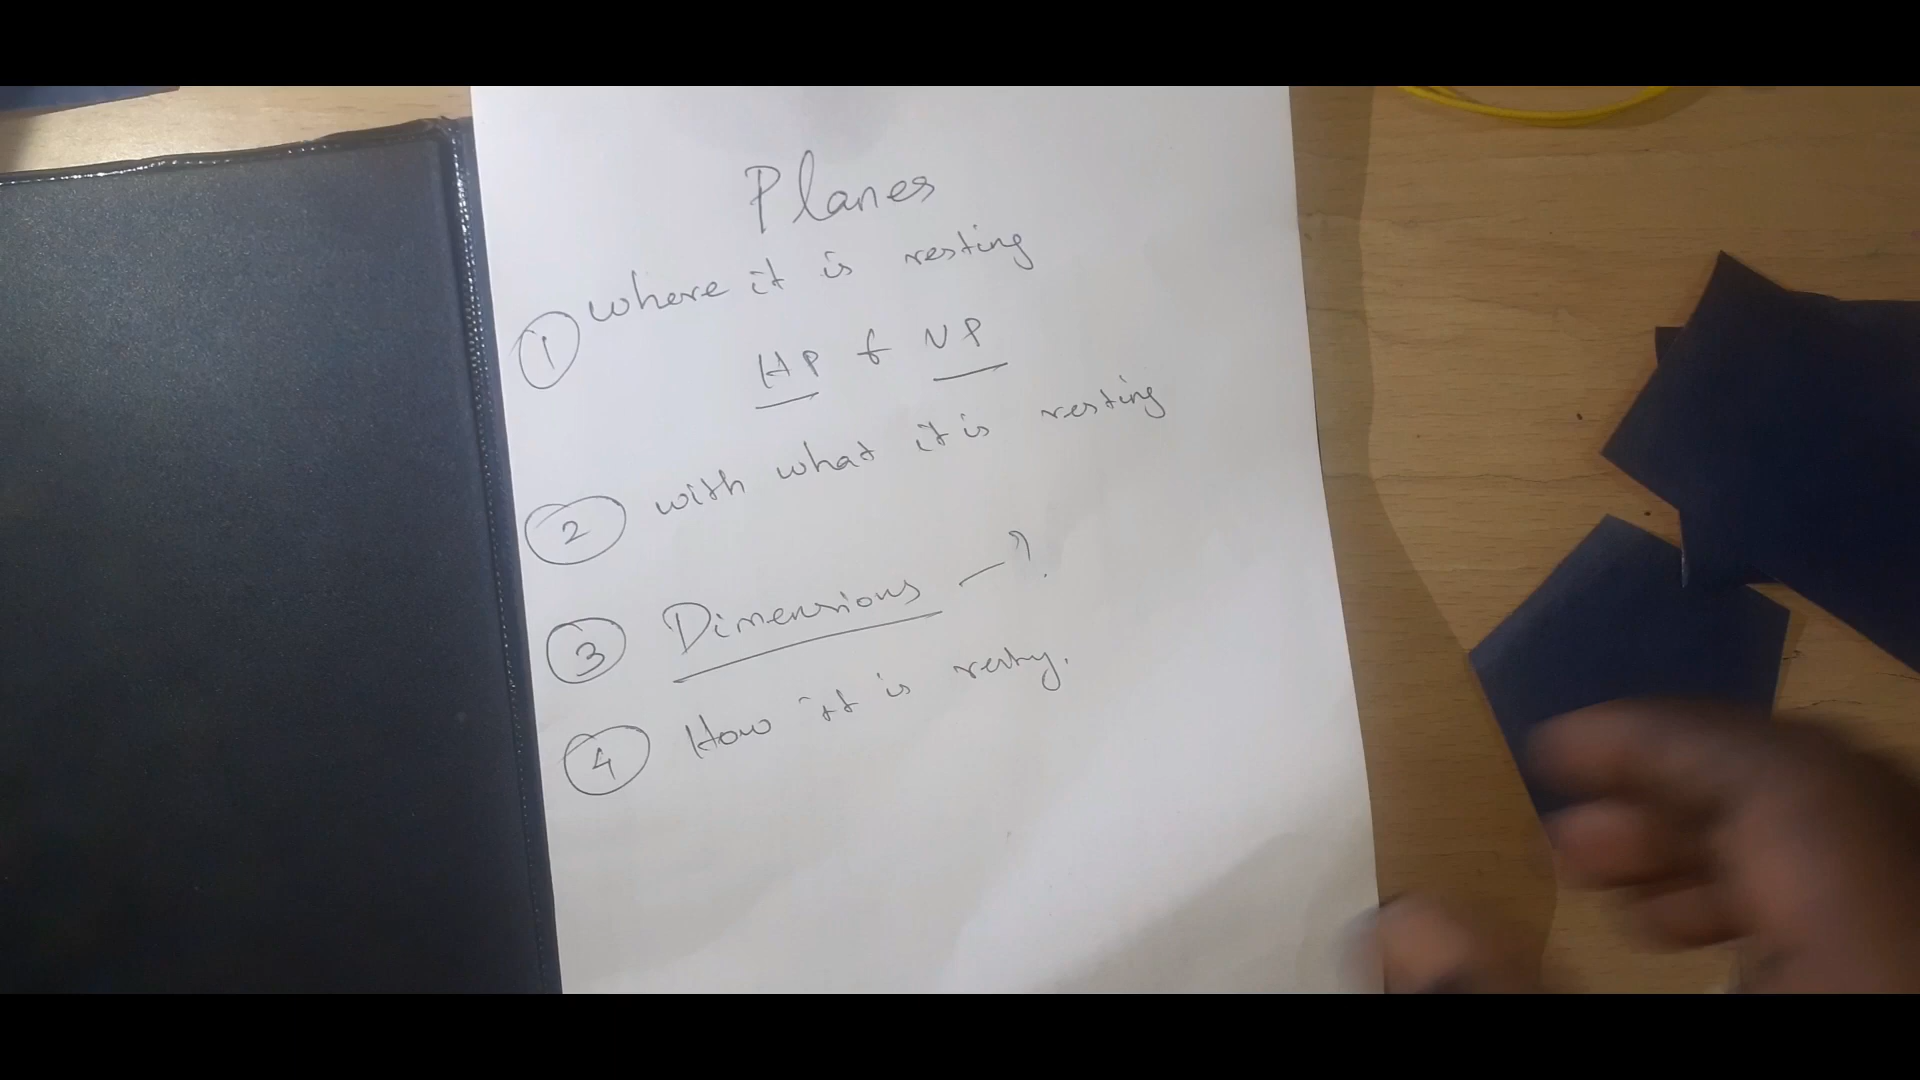 Planes
① where it is resting
HP & VP
② with what it is resting
③ Dimensions —?
④ How it is resting.